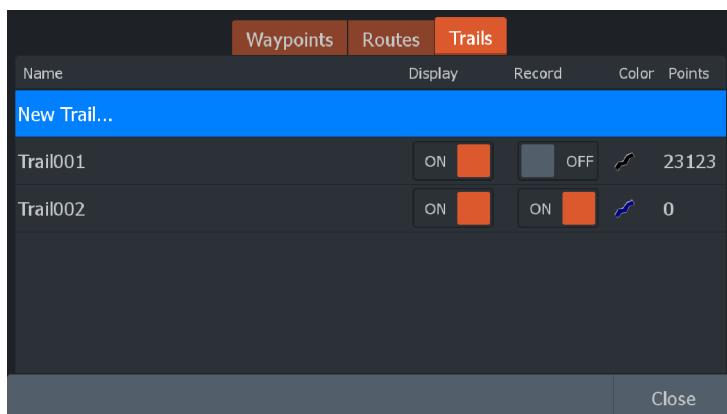 Waypoints Routes Trails
Name Display Record Color Points
New Trail...
Trail001 ON OFF 23123
Trail002 ON ON 0
Close